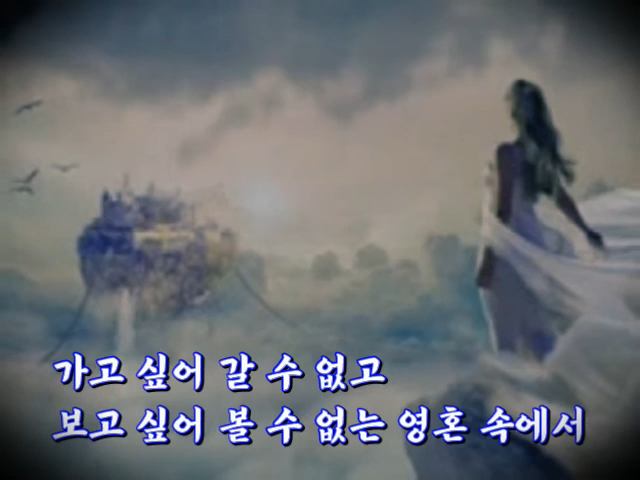 가고 싶어 갈 수 없고
보고 싶어 볼 수 없는 영혼 속에서